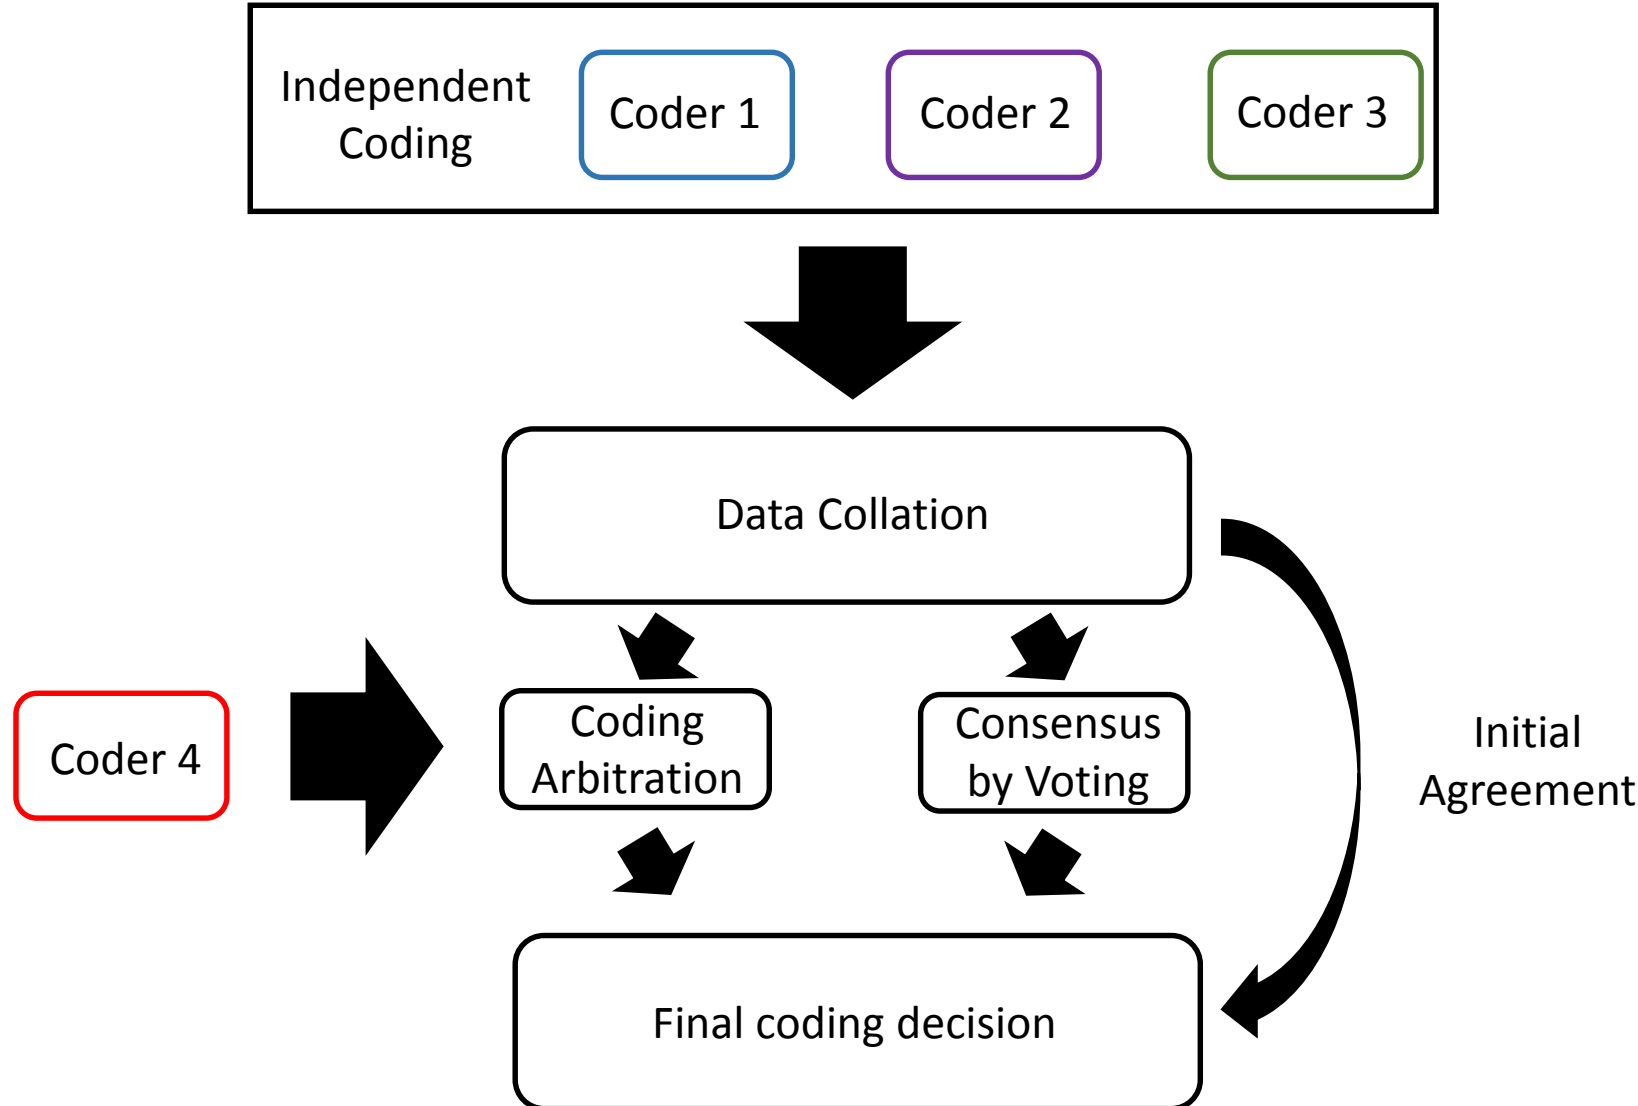 Independent
Coding
Coder 1
Coder 2
Coder 3
Data Collation
Coder 4
Coding
Arbitration
Consensus
by Voting
Initial
Agreement
Final coding decision